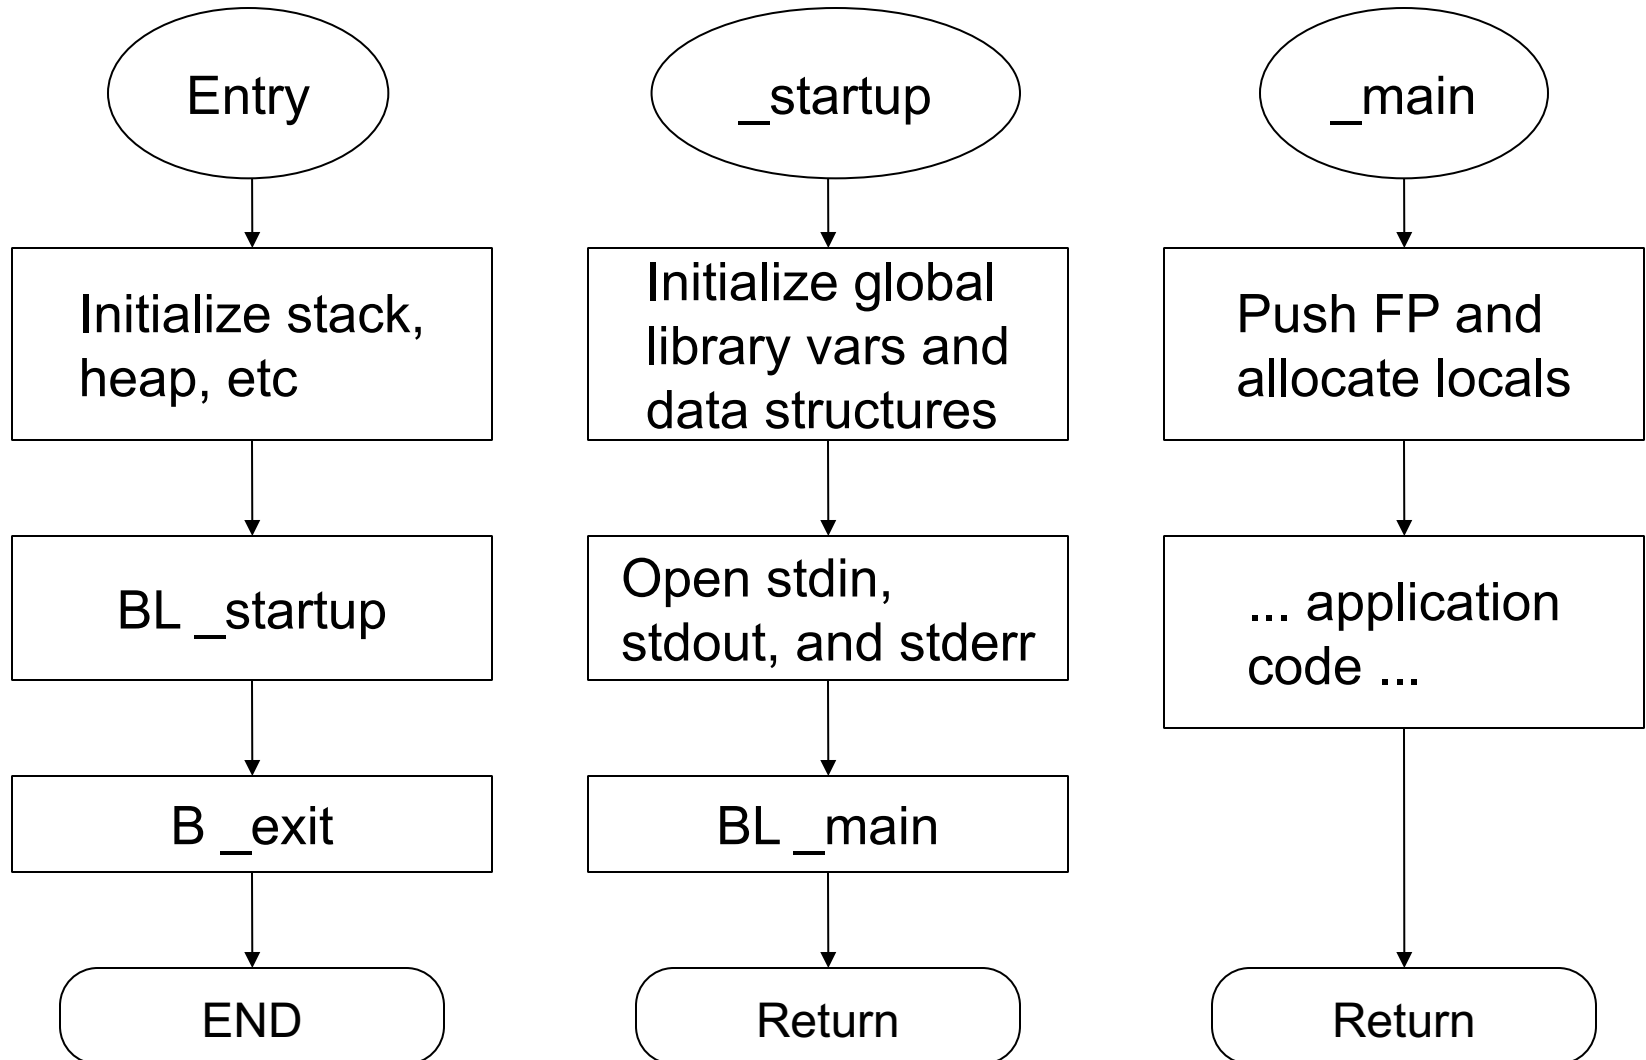 Entry
Initialize stack,
heap, etc
BL _startup
B _exit
END
_startup
Initialize global
library vars and
data structures
Open stdin,
stdout, and stderr
BL _main
Return
_main
Push FP and
allocate locals
... application
code ...
Return